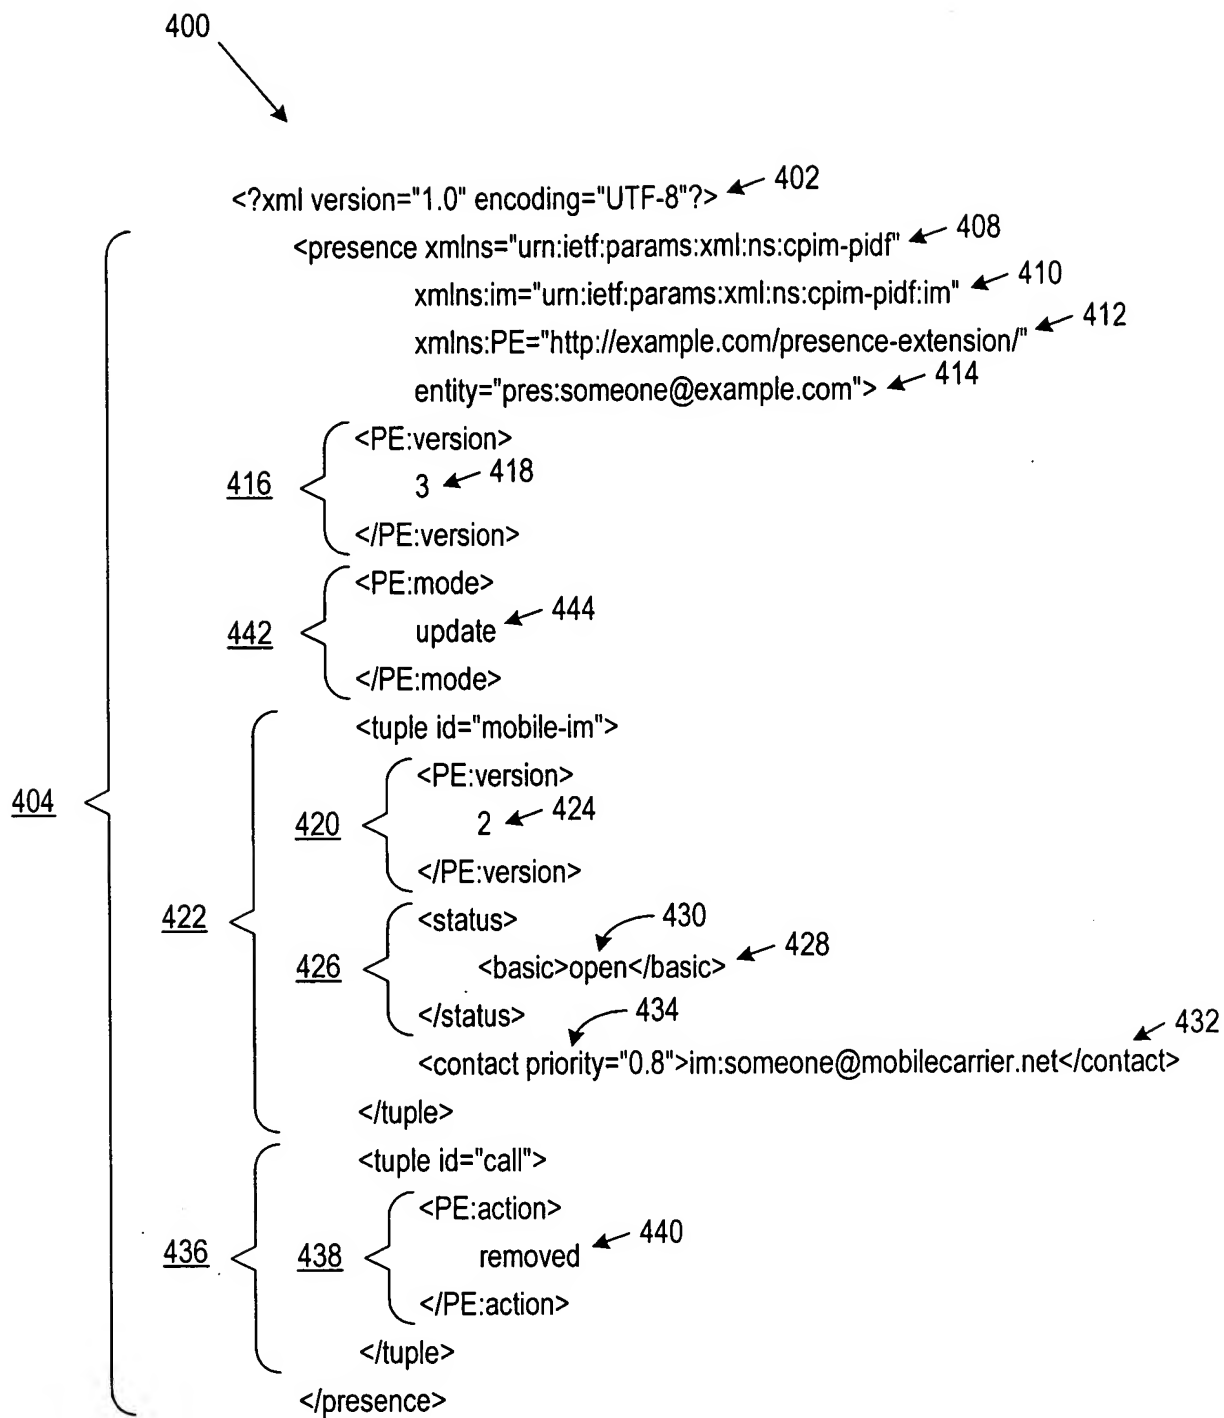 400
<?xml version="1.0" encoding="UTF-8"?> 402
<presence xmlns="urn:ietf:params:xml:ns:cpim-pidf" 408
xmlns:im="urn:ietf:params:xml:ns:cpim-pidf:im" 410
xmlns:PE="http://example.com/presence-extension/" 412
entity="pres:someone@example.com"> 414
<PE:version>
416 3 418
</PE:version>
<PE:mode>
442 update 444
</PE:mode>
<tuple id="mobile-im">
<PE:version>
404 420 2 424
</PE:version>
422 <status> 430
426 <basic>open</basic> 428
</status> 434
<contact priority="0.8">im:someone@mobilecarrier.net</contact> 432
</tuple>
<tuple id="call">
<PE:action>
436 438 removed 440
</PE:action>
</tuple>
</presence>